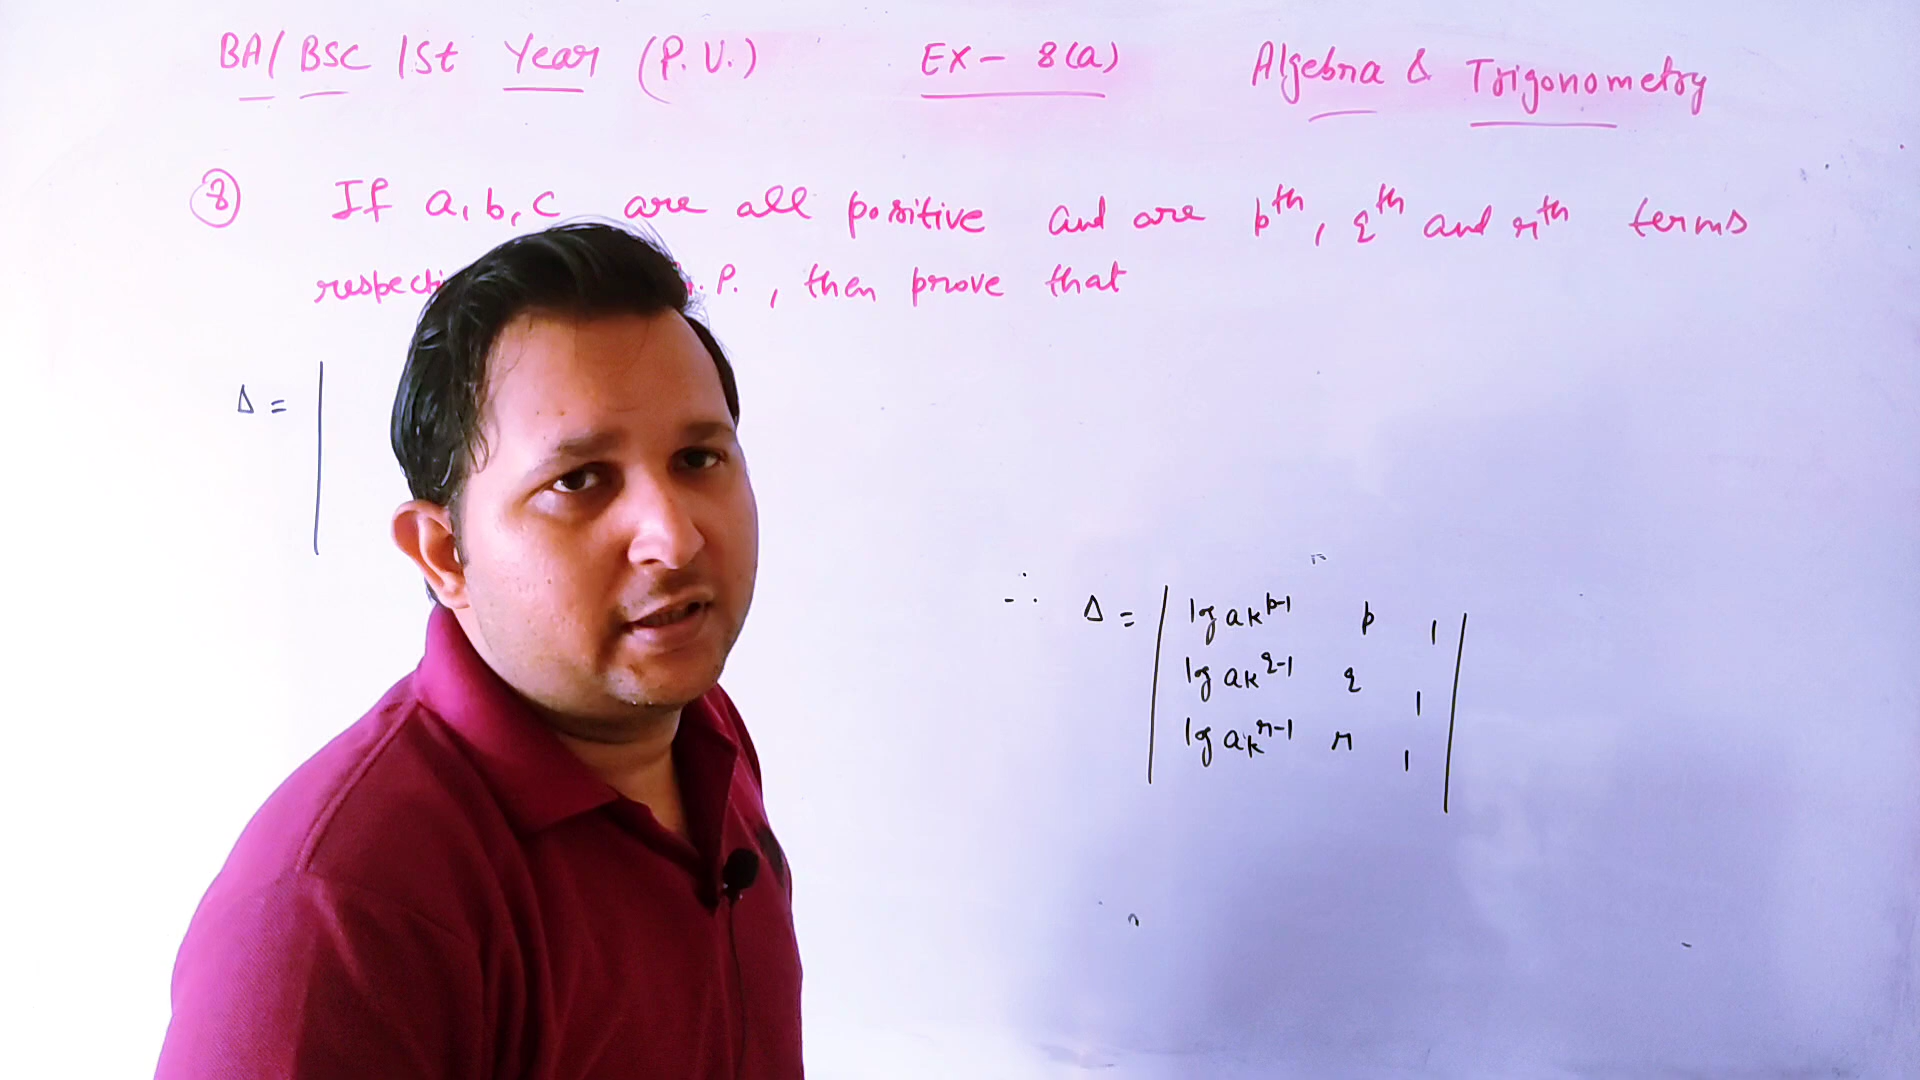 BA/ BSC 1St Year (P.U.) EX- 8(a) Algebra & Trigonometry
8 If a, b, c are all positive and are pth, qth and rth terms
.P., then prove that
Δ =
∴ Δ = | log ak^p-1 p 1 |
| log ak^q-1 q 1 |
| log ak^r-1 r 1 |